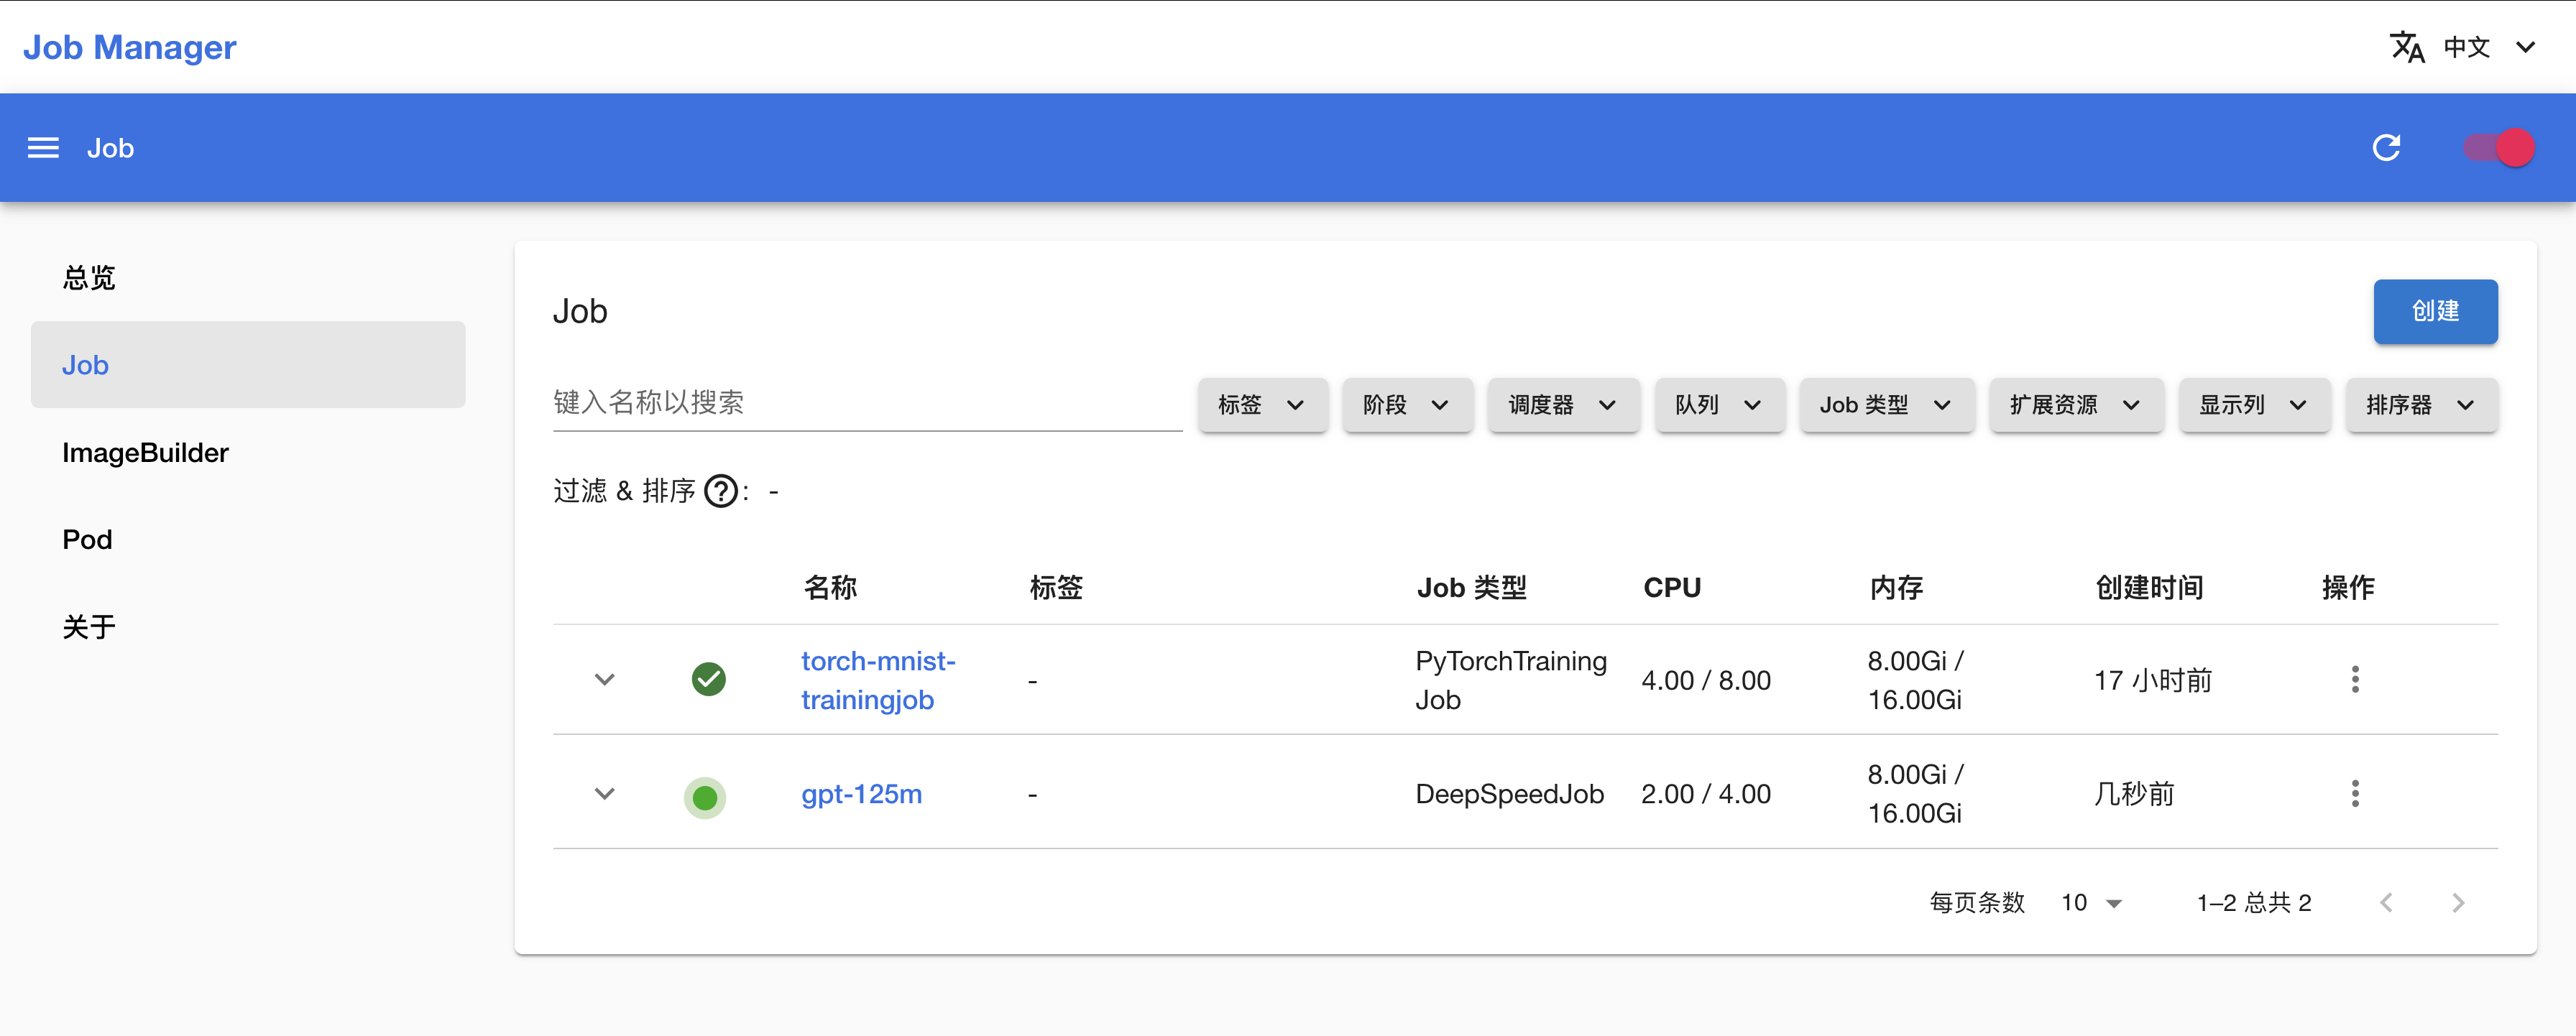 Job Manager
中文
Job
总览
Job
ImageBuilder
Pod
关于
Job
创建
键入名称以搜索
标签 阶段 调度器 队列 Job 类型 扩展资源 显示列 排序器
过滤 & 排序 ? : -
名称 标签 Job 类型 CPU 内存 创建时间 操作
torch-mnist-
trainingjob
-
PyTorchTraining
Job
4.00 / 8.00
8.00Gi /
16.00Gi
17 小时前
gpt-125m
-
DeepSpeedJob
2.00 / 4.00
8.00Gi /
16.00Gi
几秒前
每页条数 10 1–2 总共 2